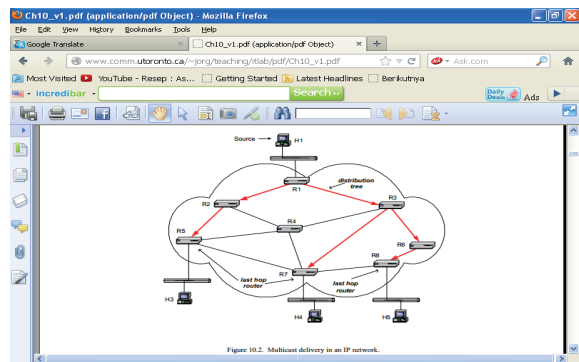 Ch10_v1.pdf (application/pdf Object) - Mozilla Firefox
File Edit View History Bookmarks Tools Help
Google Translate × Ch10_v1.pdf (application/pdf Object) × +
www.comm.utoronto.ca/~jorg/teaching/itlab/pdf/Ch10_v1.pdf Ask.com
Most Visited YouTube - Resep : As... Getting Started Latest Headlines Berikutnya
incredibar Search Daily Deals Ads
Source H1
R1 distribution tree
R2 R3
R4
R5 R6
R7 R8
last hop router
last hop router
H3 H4 H5
Figure 10.2. Multicast delivery in an IP network.